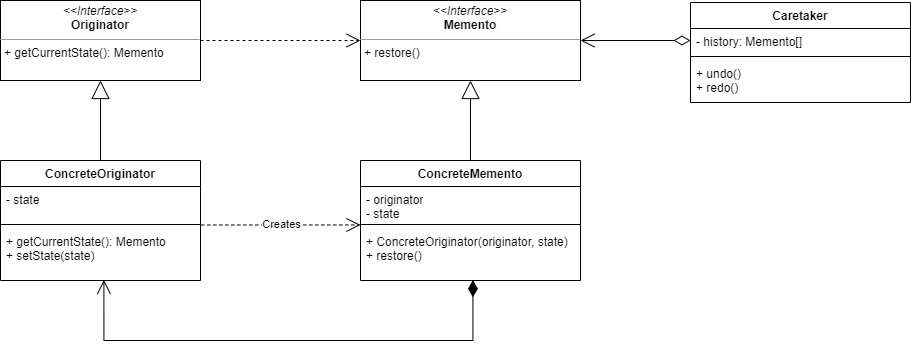 <<Interface>>
Originator
+ getCurrentState(): Memento
<<Interface>>
Memento
+ restore()
Caretaker
- history: Memento[]
+ undo()
+ redo()
ConcreteOriginator
- state
+ getCurrentState(): Memento
+ setState(state)
Creates
ConcreteMemento
- originator
- state
+ ConcreteOriginator(originator, state)
+ restore()